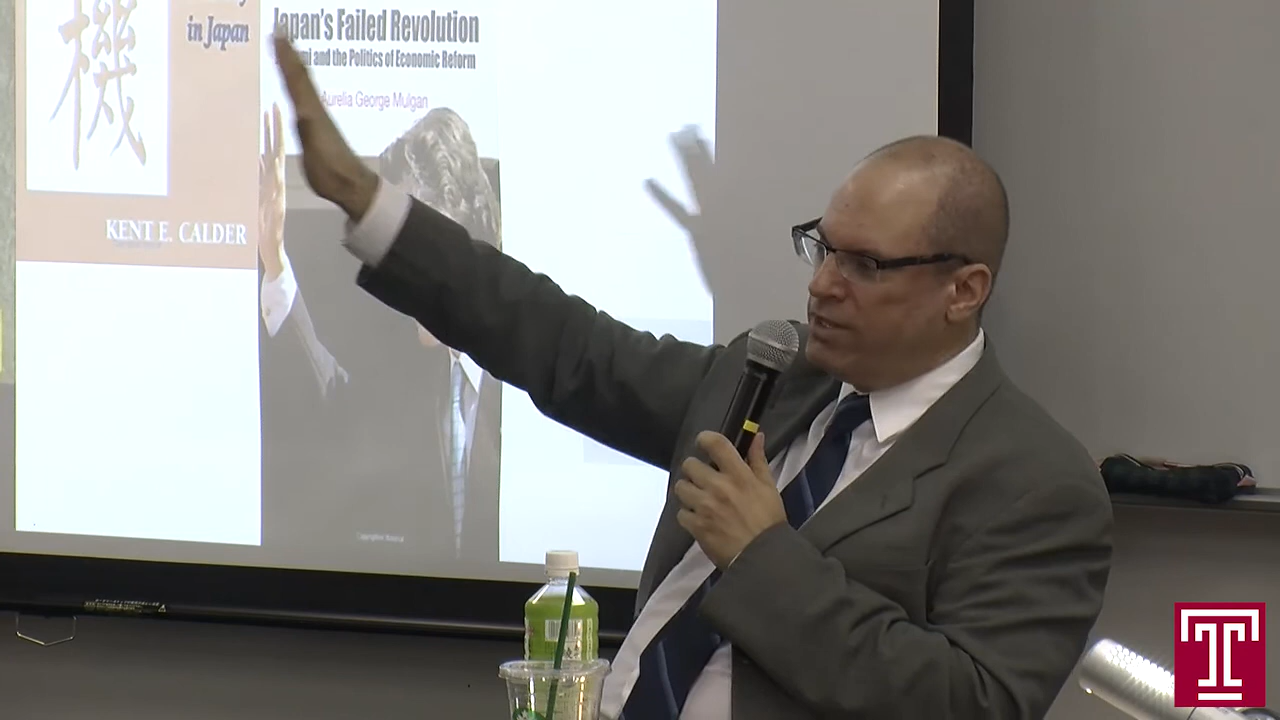 in Japan
機
KENT E. CALDER
Japan's Failed Revolution
and the Politics of Economic Reform
Aurelia George Mulgan
T